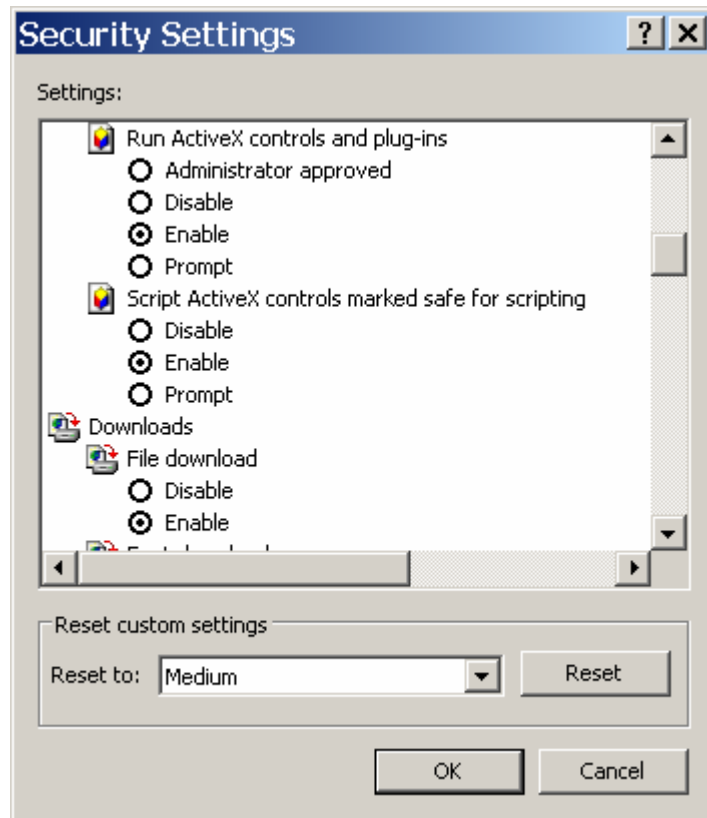 Security Settings
Settings:
Run ActiveX controls and plug-ins
Administrator approved
Disable
Enable
Prompt
Script ActiveX controls marked safe for scripting
Disable
Enable
Prompt
Downloads
File download
Disable
Enable
Reset custom settings
Reset to: Medium Reset
OK Cancel